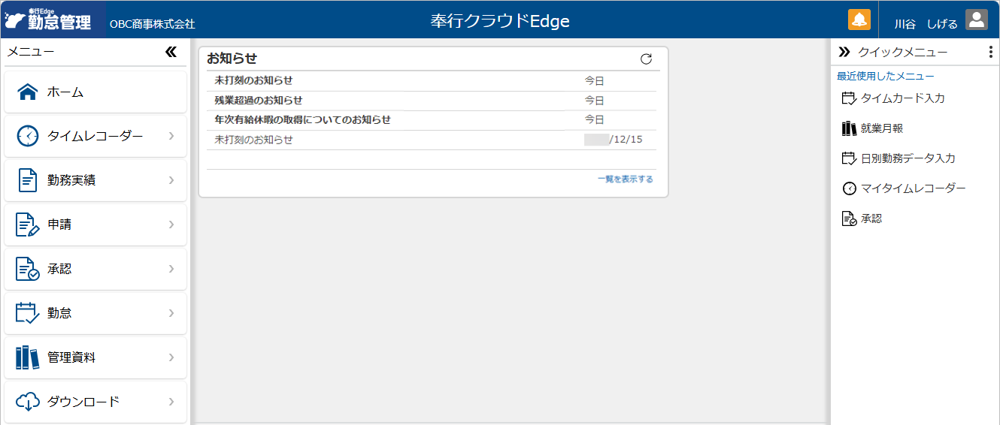 奉行Edge
勤怠管理
OBC商事株式会社
奉行クラウドEdge
川谷 しげる
メニュー
ホーム
タイムレコーダー
勤務実績
申請
承認
勤怠
管理資料
ダウンロード
お知らせ
未打刻のお知らせ 今日
残業超過のお知らせ 今日
年次有給休暇の取得についてのお知らせ 今日
未打刻のお知らせ /12/15
一覧を表示する
クイックメニュー
最近使用したメニュー
タイムカード入力
就業月報
日別勤務データ入力
マイタイムレコーダー
承認